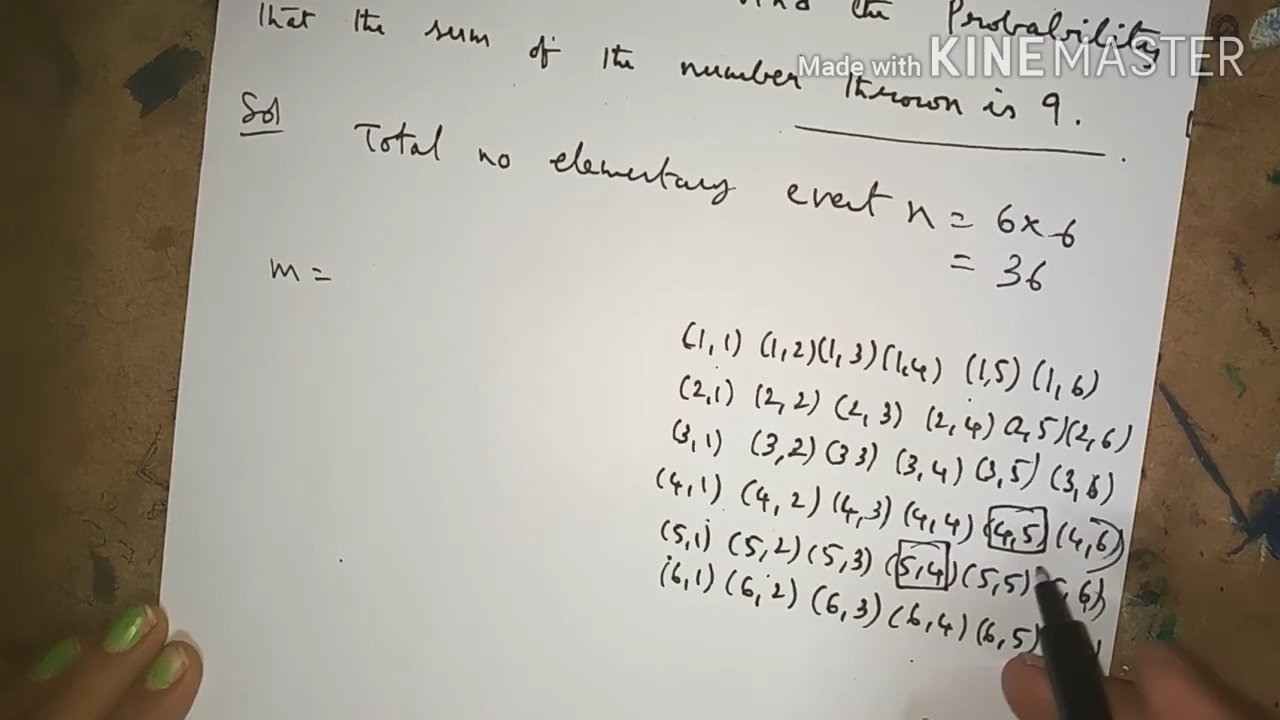 the Probability
that the sum of the number thrown is 9.
Made with KINEMASTER
Sol
Total no elementary event n = 6×6
= 36
m =
(1,1) (1,2) (1,3) (1,4) (1,5) (1,6)
(2,1) (2,2) (2,3) (2,4) (2,5) (2,6)
(3,1) (3,2) (3 3) (3,4) (3,5) (3,6)
(4,1) (4,2) (4,3) (4,4) (4,5) (4,6)
(5,1) (5,2) (5,3) (5,4) (5,5) , 6)
(6,1) (6,2) (6,3) (6,4) (6,5)